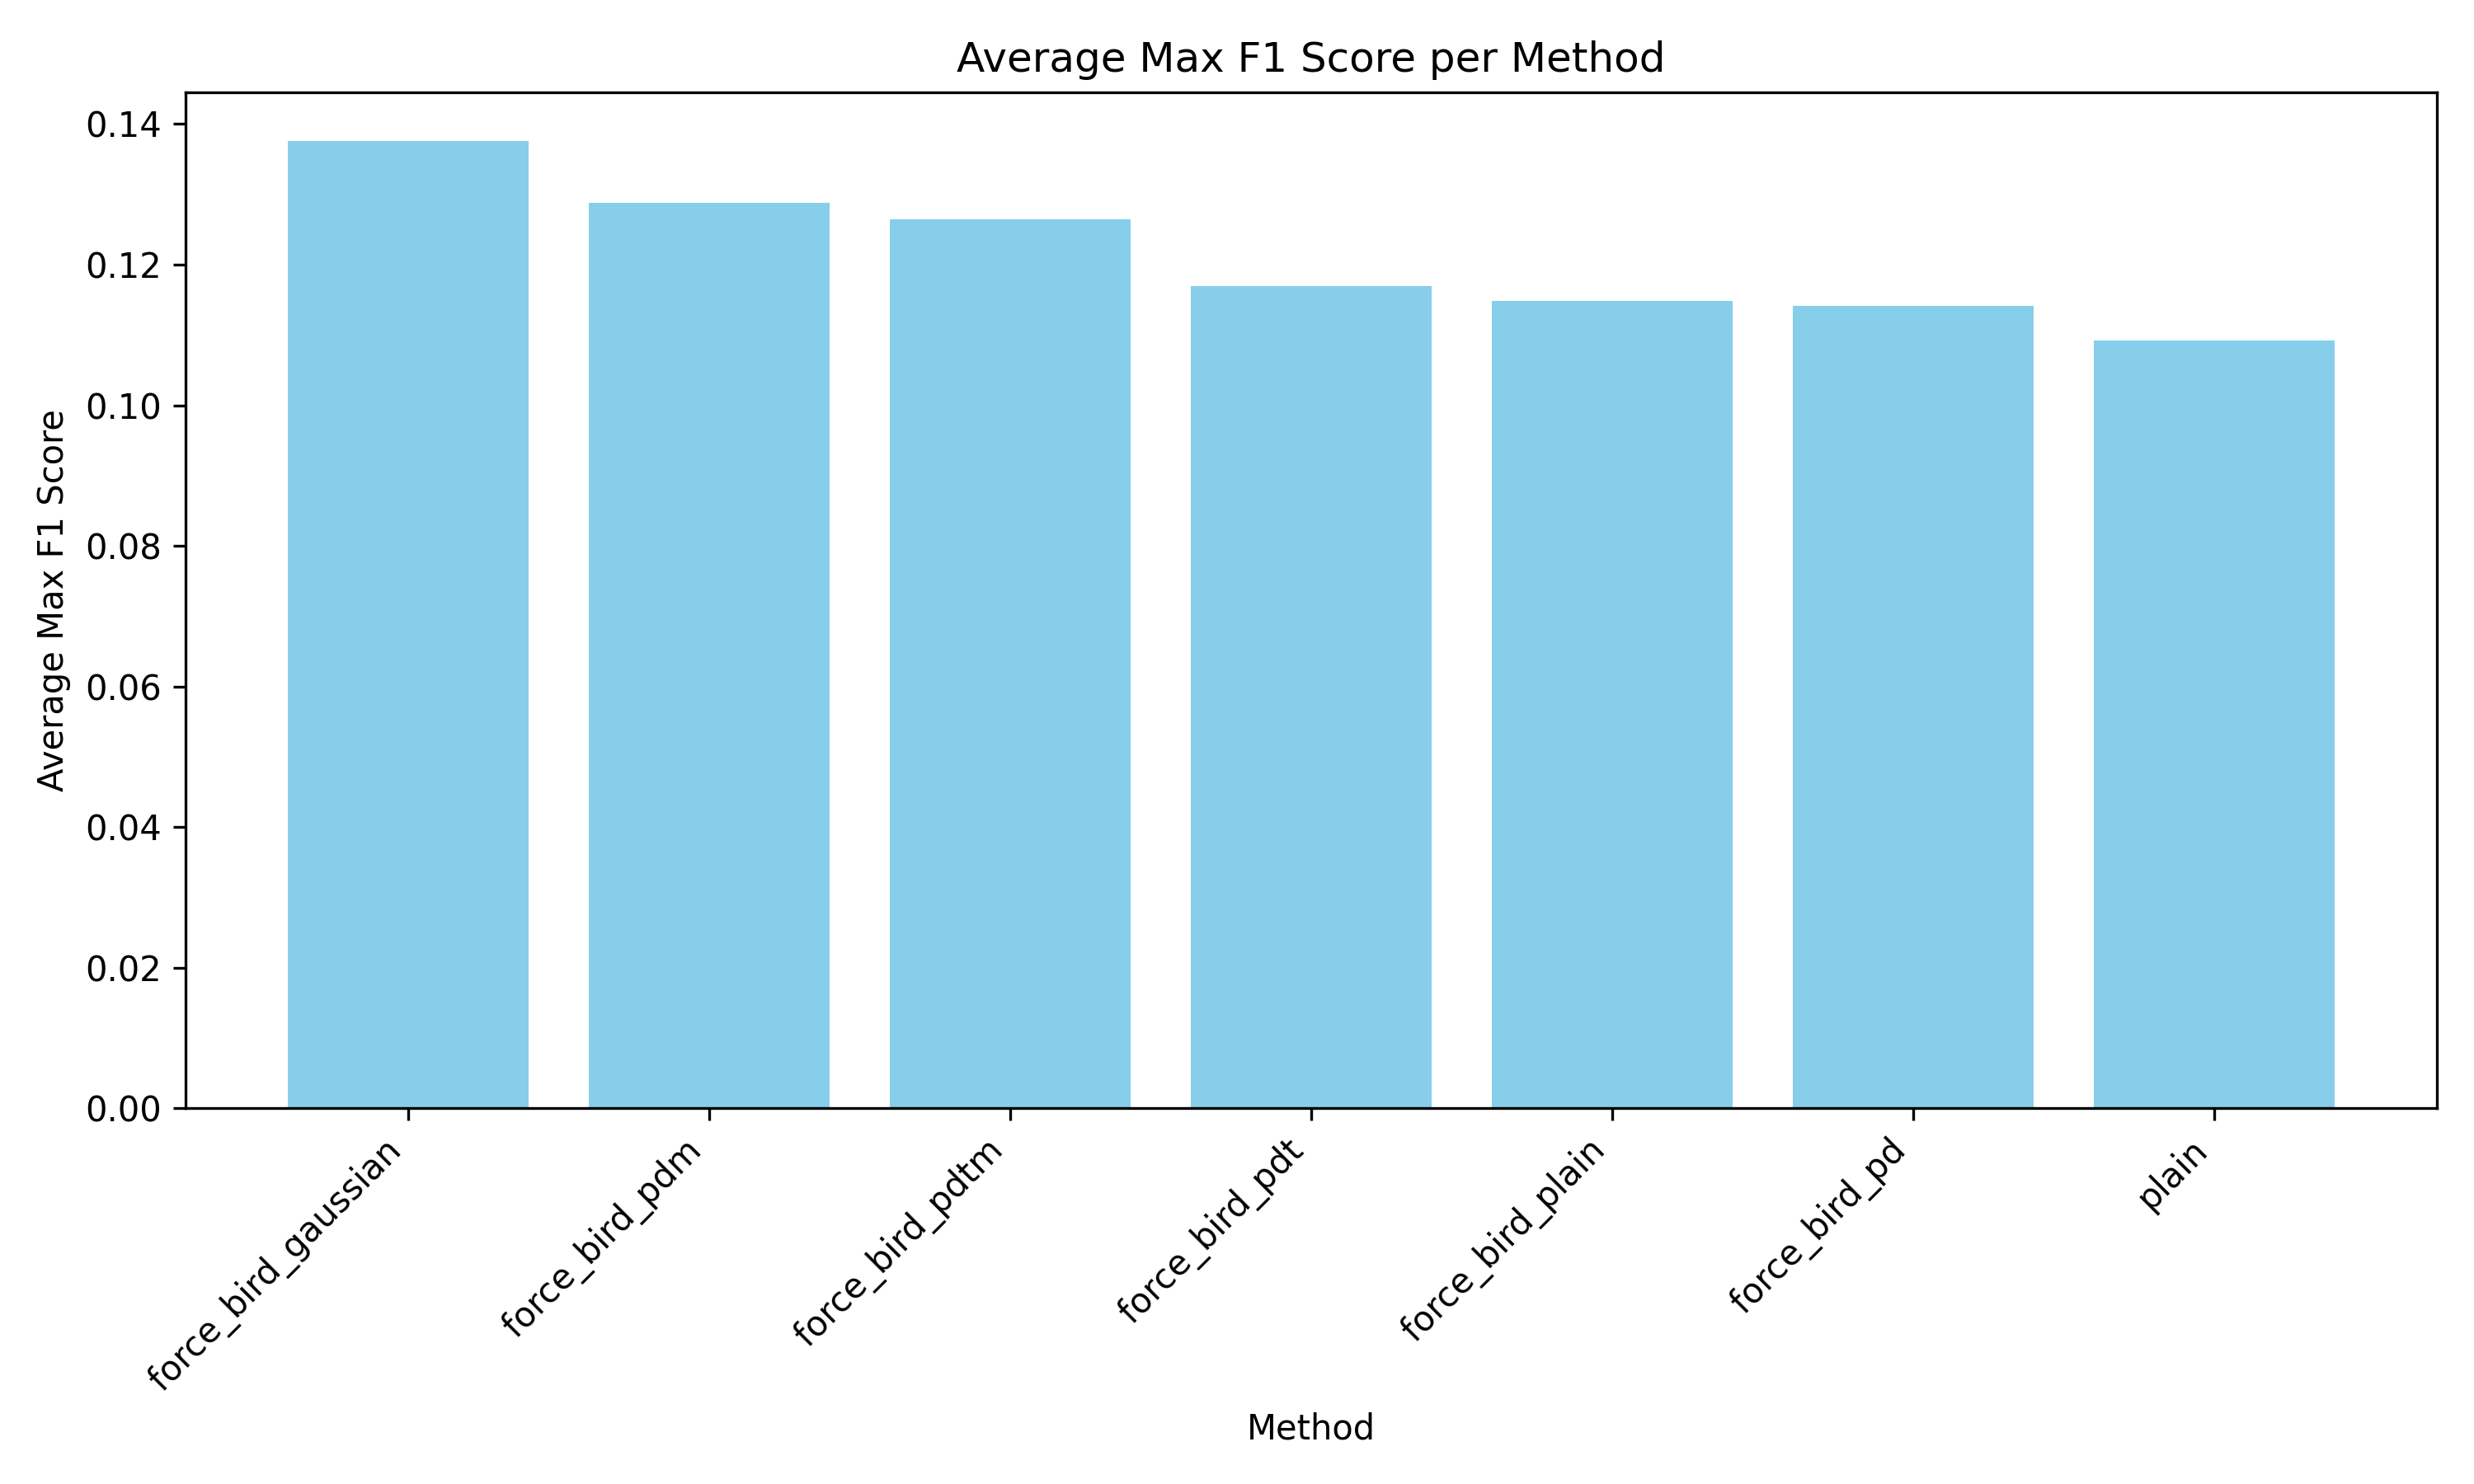 Average Max F1 Score per Method
Average Max F1 Score
0.14
0.12
0.10
0.08
0.06
0.04
0.02
0.00
force_bird_gaussian
force_bird_pdm
force_bird_pdtm
force_bird_pdt
force_bird_plain
force_bird_pd
plain
Method